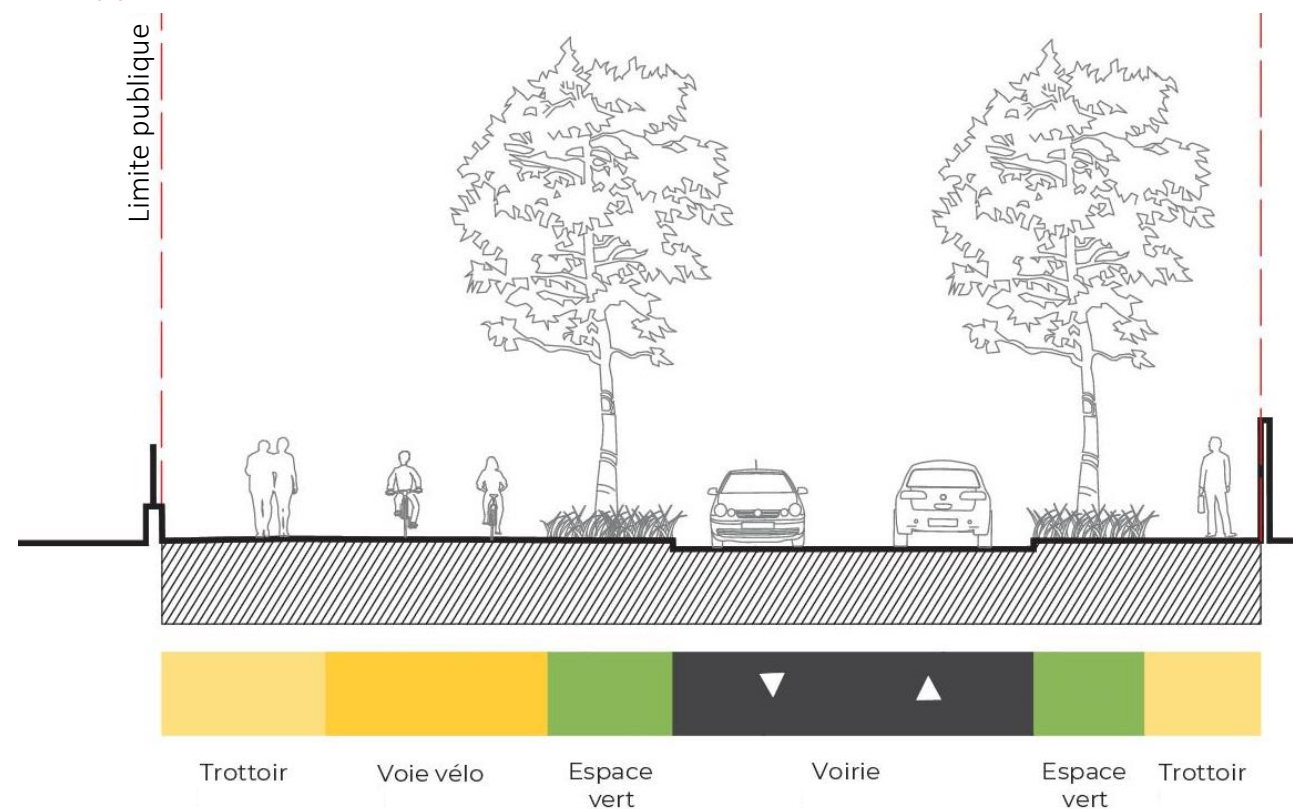 Limite publique
Trottoir
Voie vélo
Espace
vert
Voirie
Espace
vert
Trottoir